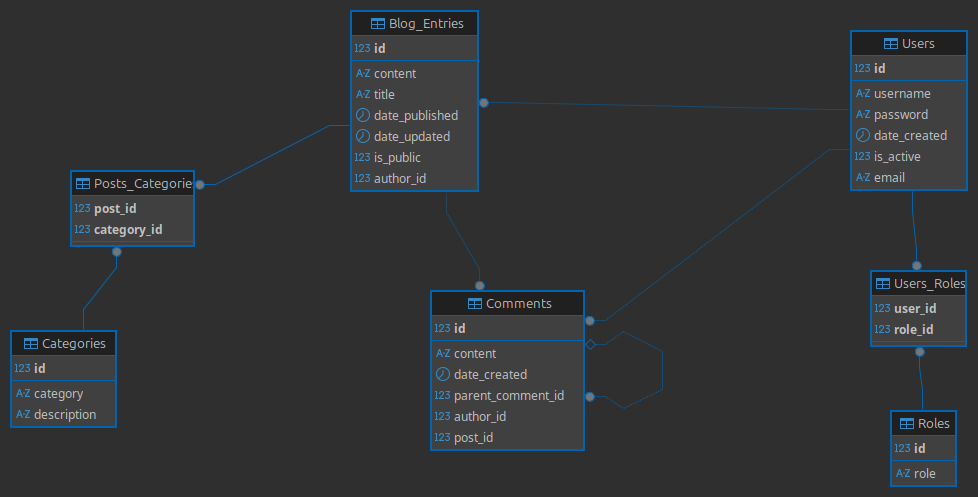 Blog_Entries
123 id
A-Z content
A-Z title
date_published
date_updated
123 is_public
123 author_id
Users
123 id
A-Z username
A-Z password
date_created
123 is_active
A-Z email
Posts_Categorie
123 post_id
123 category_id
Comments
123 id
A-Z content
date_created
123 parent_comment_id
123 author_id
123 post_id
Users_Roles
123 user_id
123 role_id
Categories
123 id
A-Z category
A-Z description
Roles
123 id
A-Z role